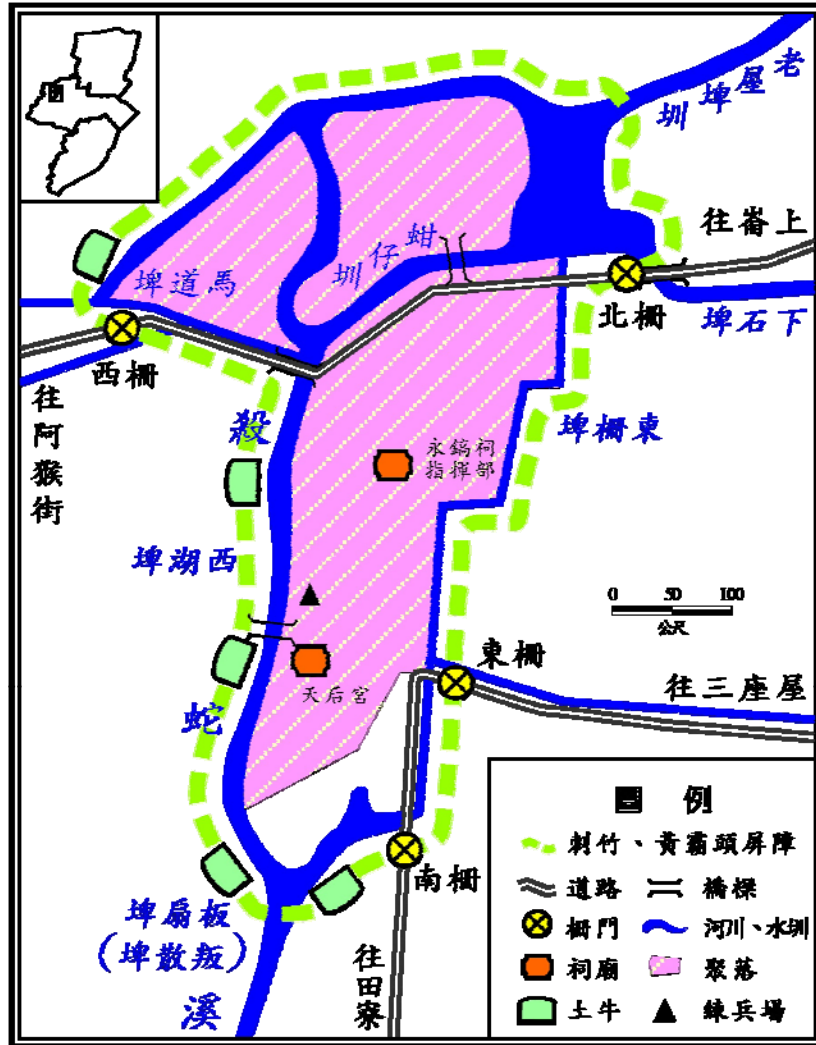 老屋埤圳
往崙上
馬道埤
蚶仔圳
北柵
下石埤
西柵
往阿猴街
東柵埤
永鎬祠
指揮部
西湖埤
0 50 100
公尺
天后宮
東柵
往三座屋
殺蛇溪
南柵
板扇埤
(叛散埤)
往田寮
圖 例
刺竹、黃霸頭屏障
道路
橋樑
柵門
河川、水圳
祠廟
聚落
土牛
練兵場